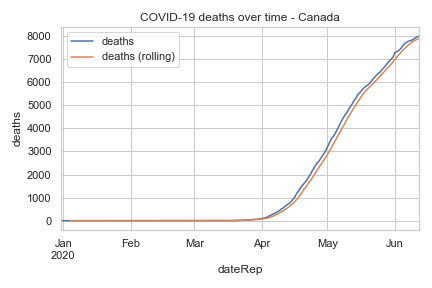 COVID-19 deaths over time - Canada
deaths
deaths (rolling)
8000
7000
6000
5000
4000
3000
2000
1000
0
deaths
Jan Feb Mar Apr May Jun
2020
dateRep